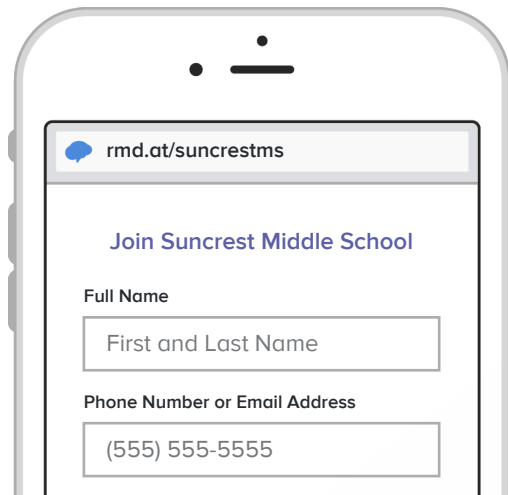 rmd.at/suncrestms
Join Suncrest Middle School
Full Name
First and Last Name
Phone Number or Email Address
(555) 555-5555